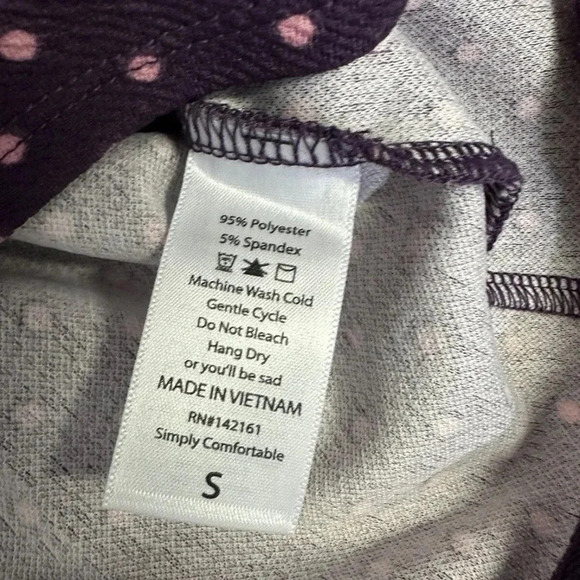 95% Polyester
5% Spandex
Machine Wash Cold
Gentle Cycle
Do Not Bleach
Hang Dry
or you'll be sad
MADE IN VIETNAM
RN#142161
Simply Comfortable
S